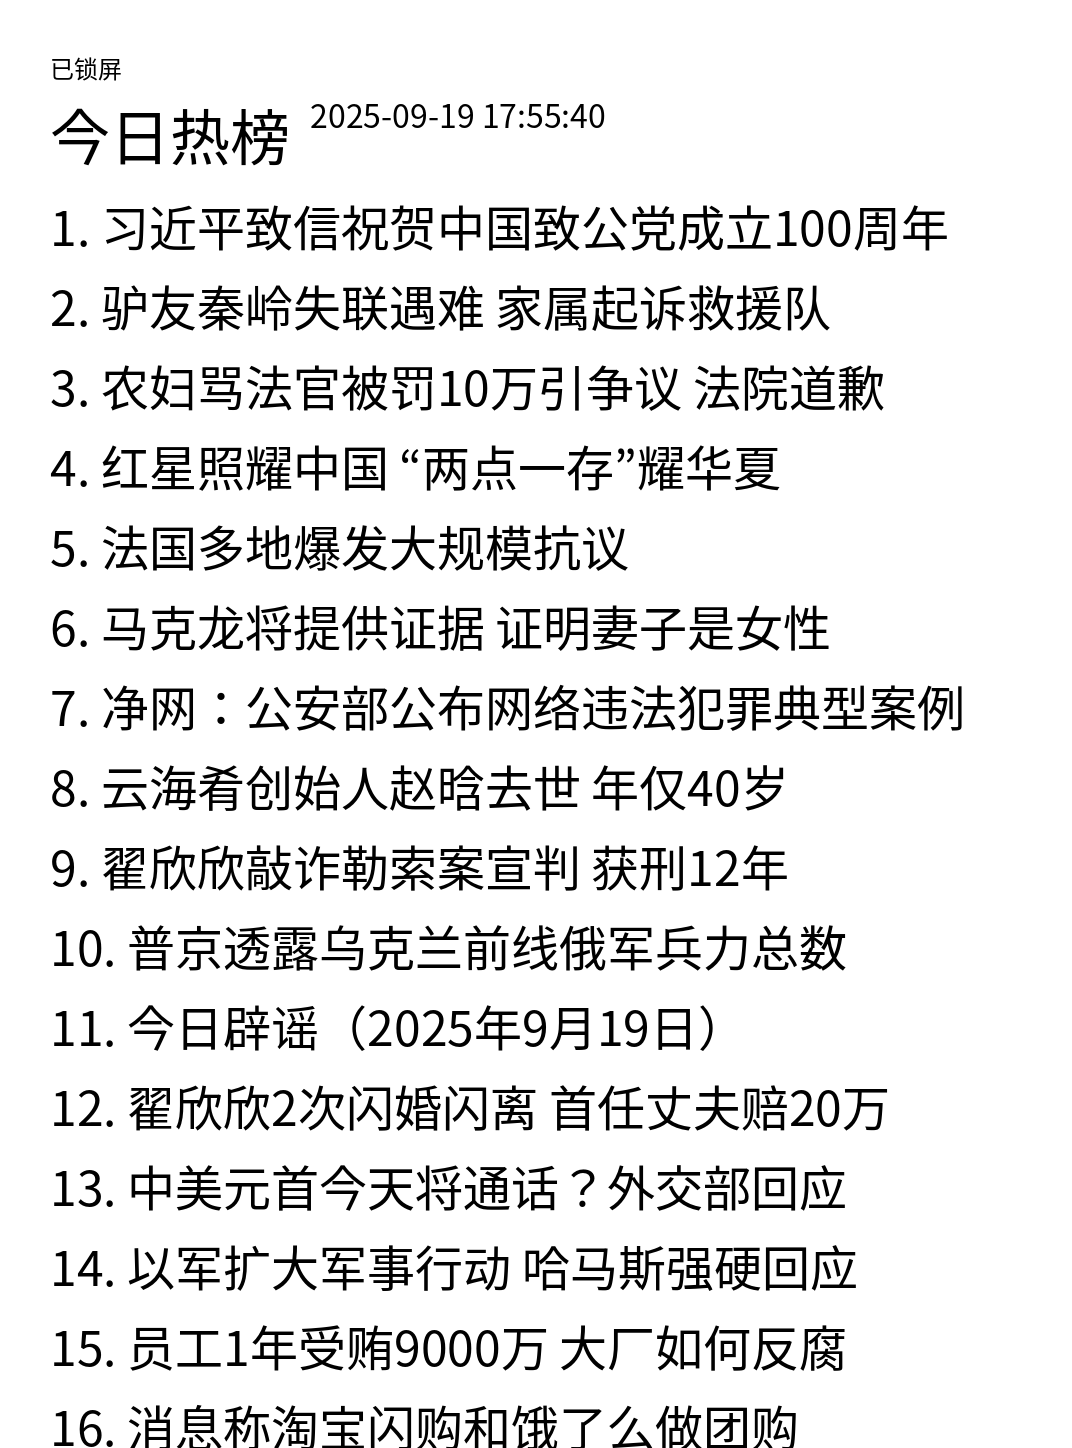 已锁屏
今日热榜 2025-09-19 17:55:40
1. 习近平致信祝贺中国致公党成立100周年
2. 驴友秦岭失联遇难 家属起诉救援队
3. 农妇骂法官被罚10万引争议 法院道歉
4. 红星照耀中国 “两点一存”耀华夏
5. 法国多地爆发大规模抗议
6. 马克龙将提供证据 证明妻子是女性
7. 净网：公安部公布网络违法犯罪典型案例
8. 云海肴创始人赵晗去世 年仅40岁
9. 翟欣欣敲诈勒索案宣判 获刑12年
10. 普京透露乌克兰前线俄军兵力总数
11. 今日辟谣（2025年9月19日）
12. 翟欣欣2次闪婚闪离 首任丈夫赔20万
13. 中美元首今天将通话？外交部回应
14. 以军扩大军事行动 哈马斯强硬回应
15. 员工1年受贿9000万 大厂如何反腐
16. 消息称淘宝闪购和饿了么做团购